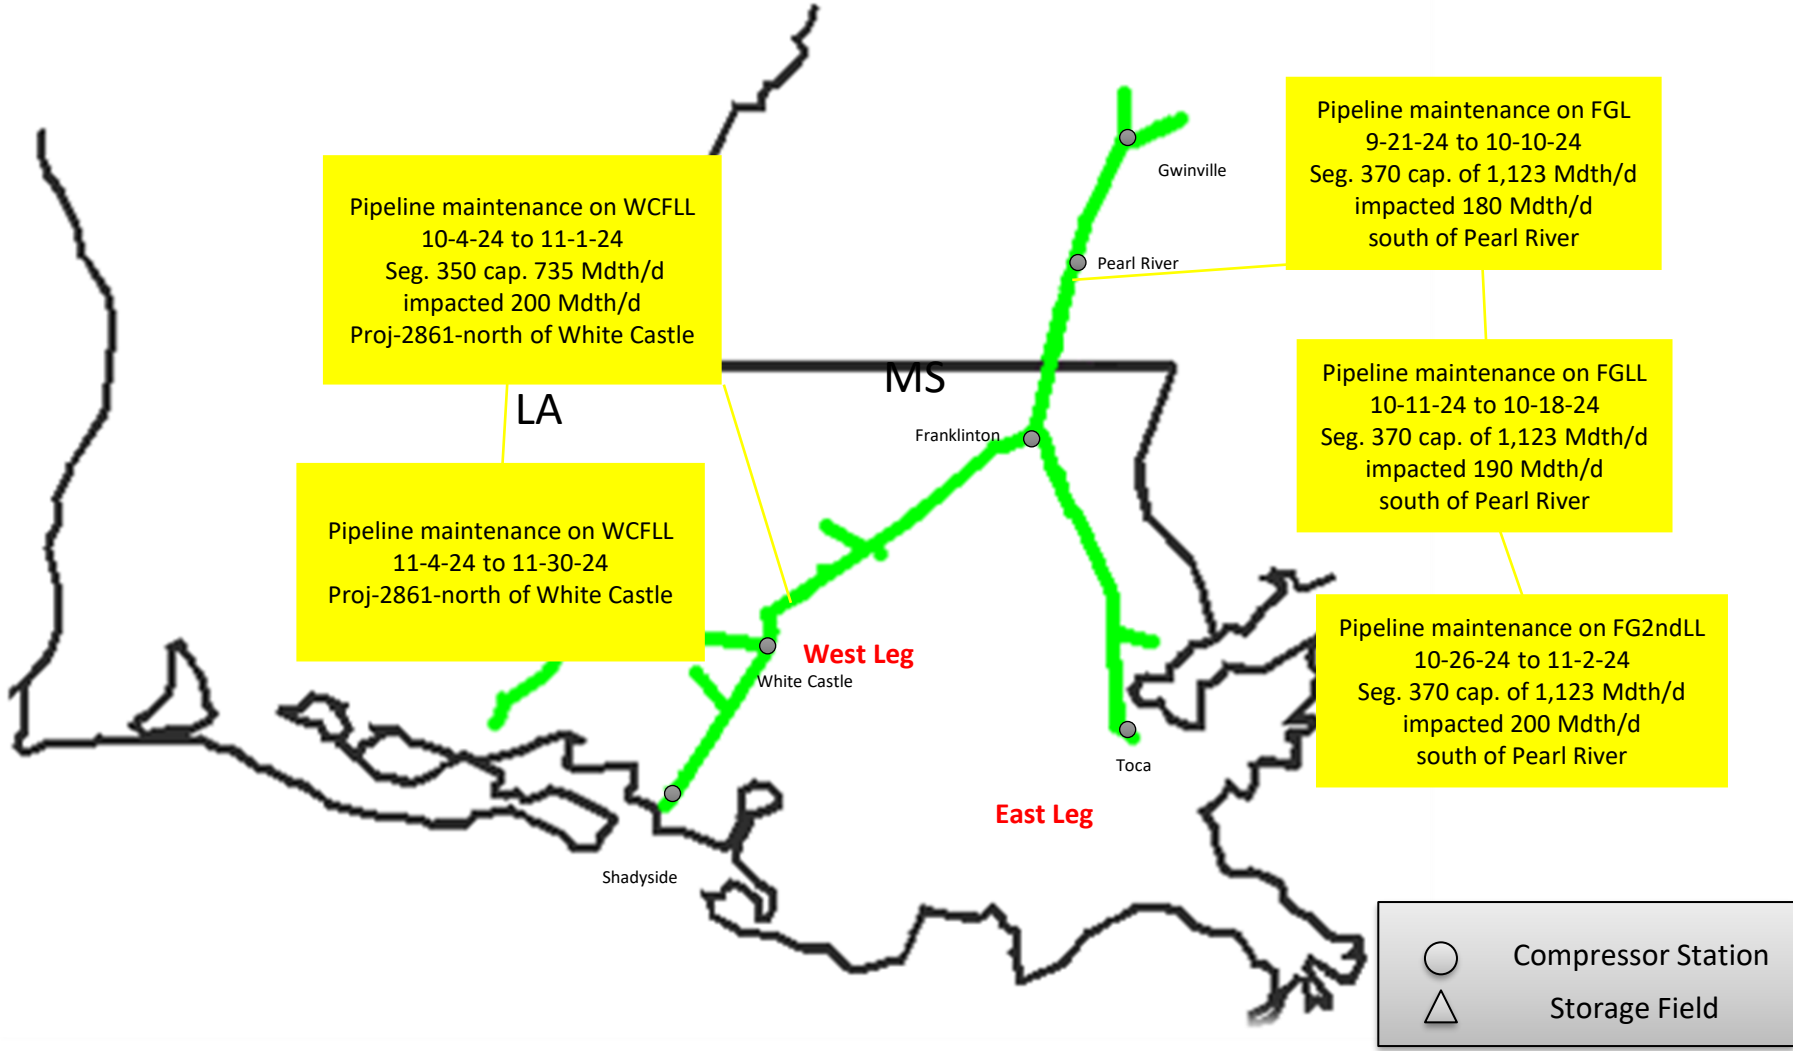 Pipeline maintenance on FGL
9-21-24 to 10-10-24
Seg. 370 cap. of 1,123 Mdth/d
impacted 180 Mdth/d
south of Pearl River
Gwinville
Pipeline maintenance on WCFLL
10-4-24 to 11-1-24
Seg. 350 cap. 735 Mdth/d
impacted 200 Mdth/d
Proj-2861-north of White Castle
Pearl River
MS
LA
Pipeline maintenance on FGLL
10-11-24 to 10-18-24
Seg. 370 cap. of 1,123 Mdth/d
impacted 190 Mdth/d
south of Pearl River
Franklinton
Pipeline maintenance on WCFLL
11-4-24 to 11-30-24
Proj-2861-north of White Castle
West Leg
White Castle
Pipeline maintenance on FG2ndLL
10-26-24 to 11-2-24
Seg. 370 cap. of 1,123 Mdth/d
impacted 200 Mdth/d
south of Pearl River
Toca
East Leg
Shadyside
Compressor Station
Storage Field